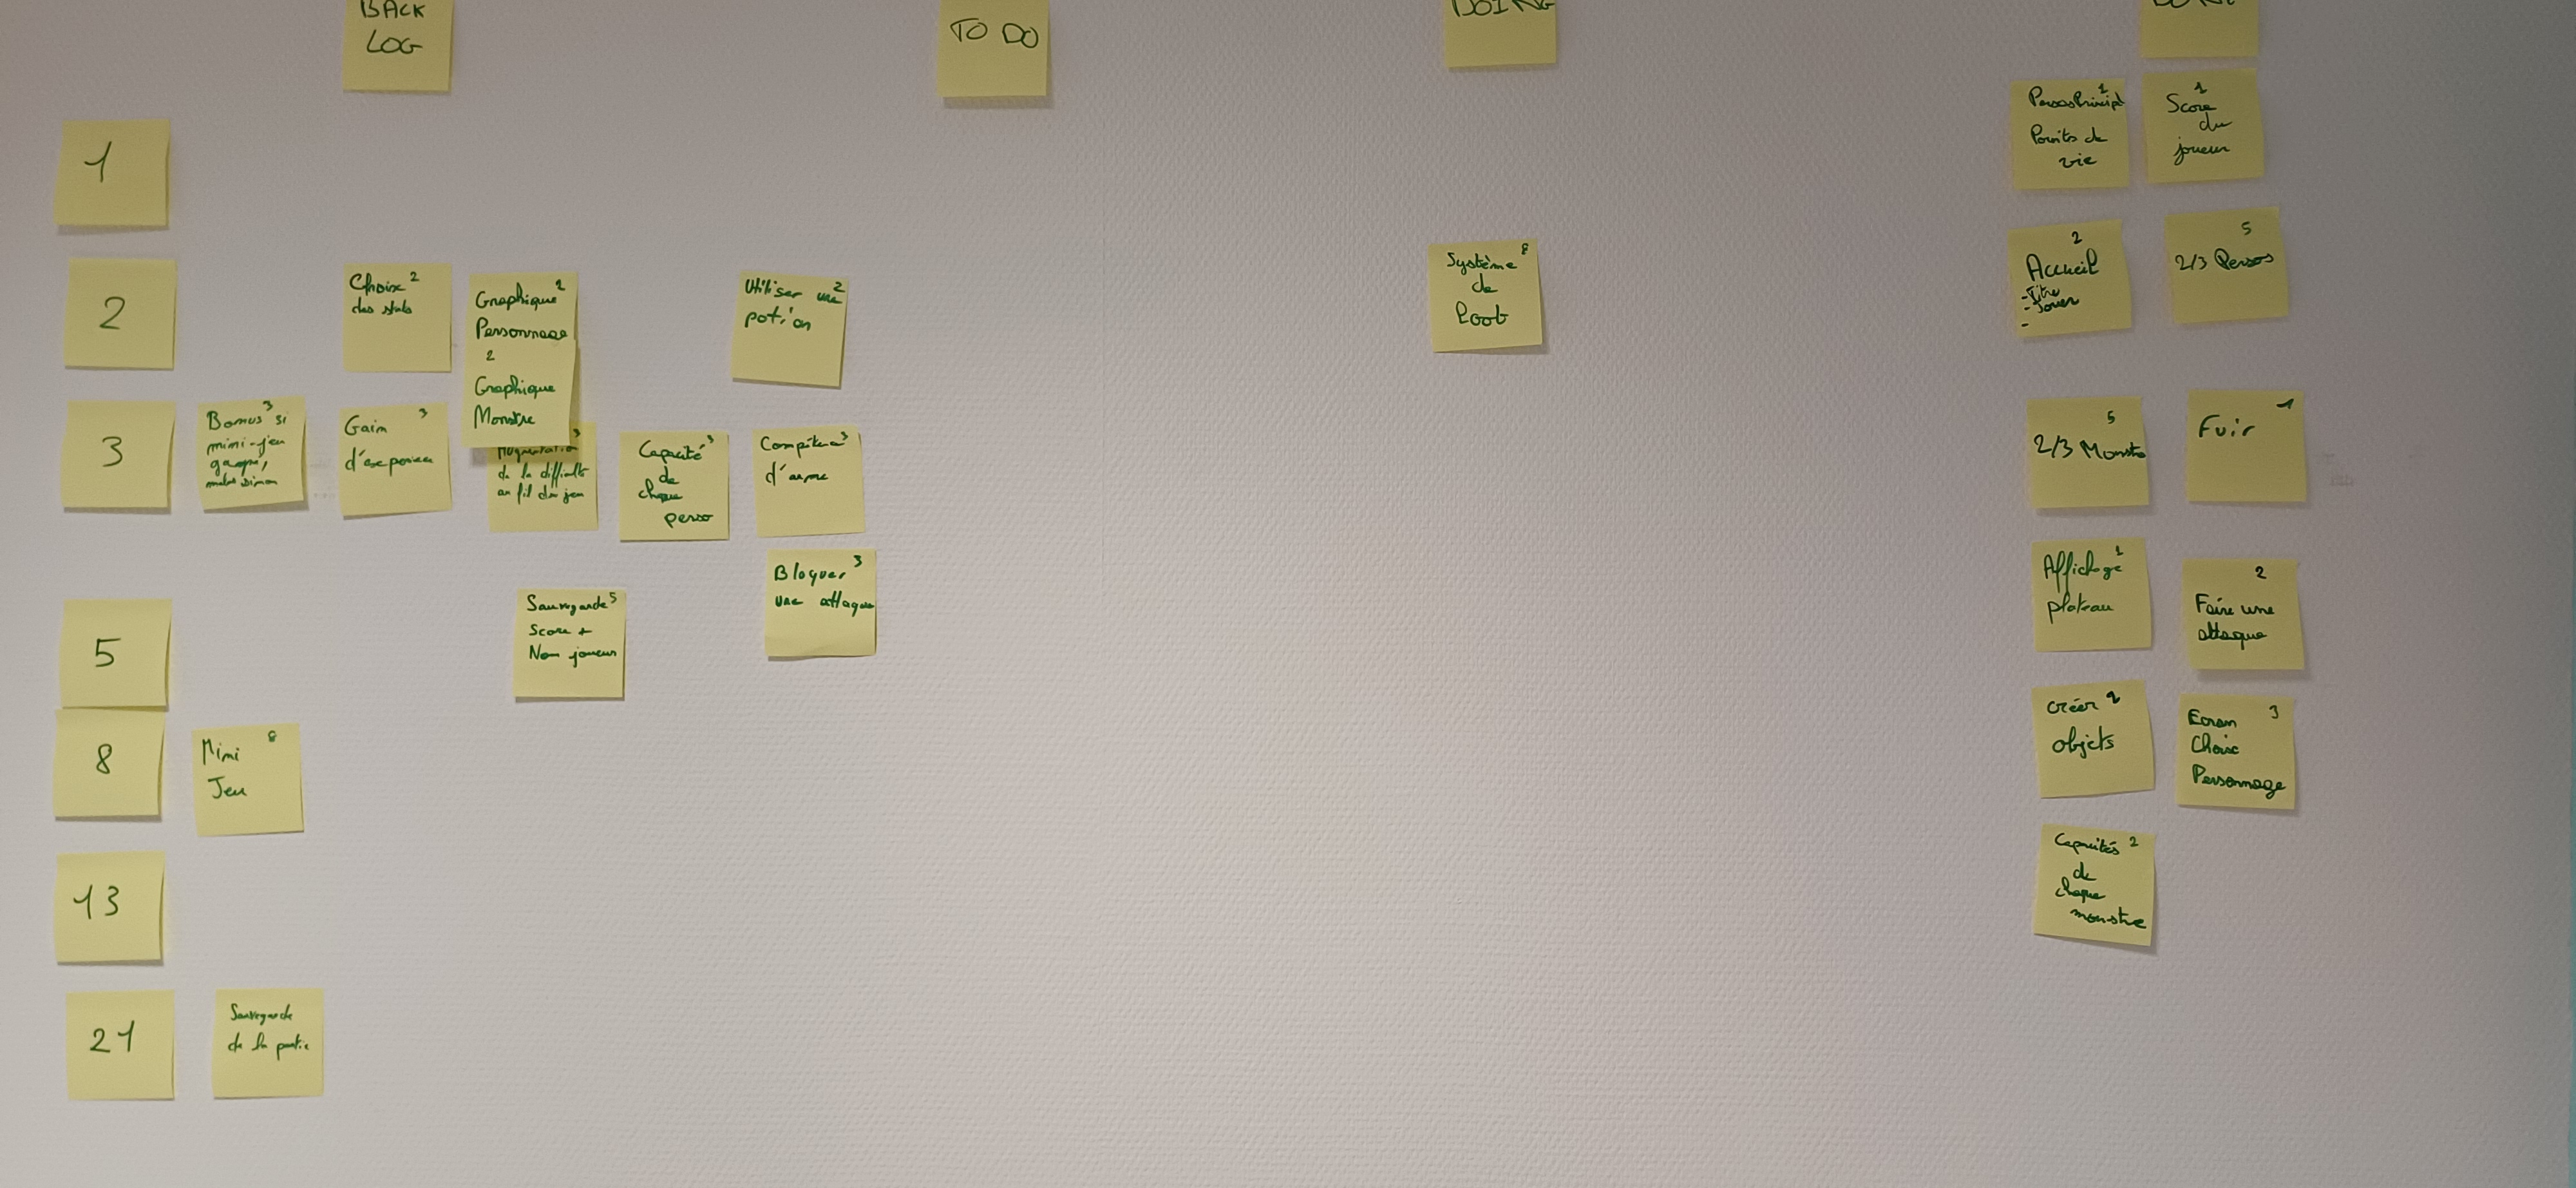 BACK
LOG
TO DO
DOING
DONE
1
2
3
5
8
13
21
Choix 2
des stats
Graphique 2
Personnage
2
Graphique
Monstre
Utiliser une 2
potion
Bonus si 3
mini-jeu
gagné,
malus sinon
Gain 3
d'experience
Augmentation 3
de la difficulté
au fil du jeu
Capacité 3
de
chaque
perso
Compétence 3
d'arme
Bloquer 3
une attaque
Sauvegarde 5
Score +
Nom joueur
Mini 8
Jeu
Sauvegarde
de la partie
Système 8
de
Loot
1
Perso Principal
Points de
vie
1
Score
du
joueur
2
Accueil
- Titre
- Jouer
-
5
2/3 Persos
5
2/3 Monstres
Fuir 1
Affichage 1
plateau
2
Faire une
attaque
Créer 2
objets
Ecran 3
Choix
Personnage
Capacités 2
de
chaque
monstre